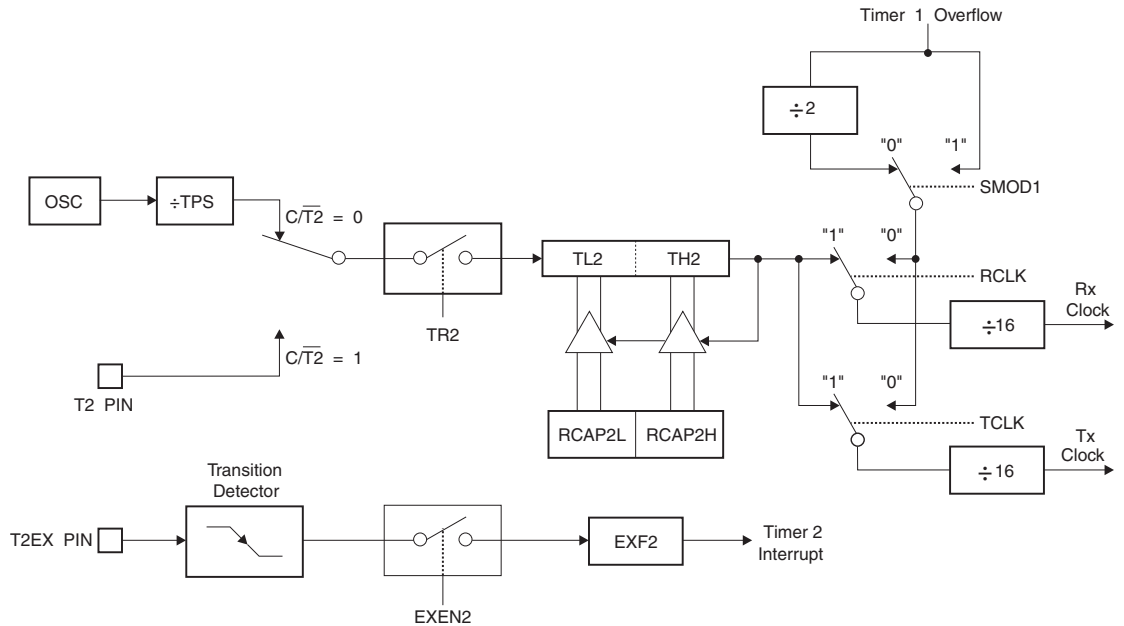 Timer 1 Overflow
÷2
"0" "1"
SMOD1
OSC
÷TPS
C/T2̅ = 0
TR2
TL2 TH2
"1" "0"
RCLK
Rx
Clock
÷16
C/T2̅ = 1
T2 PIN
RCAP2L RCAP2H
"1" "0"
TCLK
Tx
Clock
÷16
Transition
Detector
T2EX PIN
EXEN2
EXF2
Timer 2
Interrupt